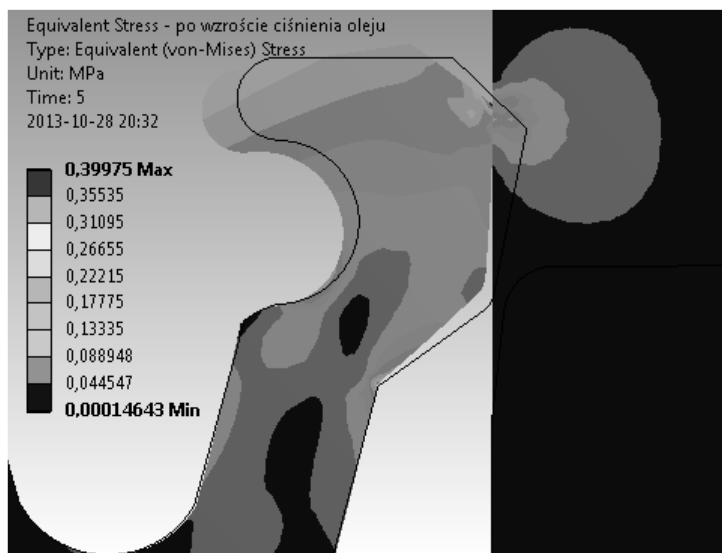 Equivalent Stress - po wzroście ciśnienia oleju
Type: Equivalent (von-Mises) Stress
Unit: MPa
Time: 5
2013-10-28 20:32
0,39975 Max
0,35535
0,31095
0,26655
0,22215
0,17775
0,13335
0,088948
0,044547
0,00014643 Min